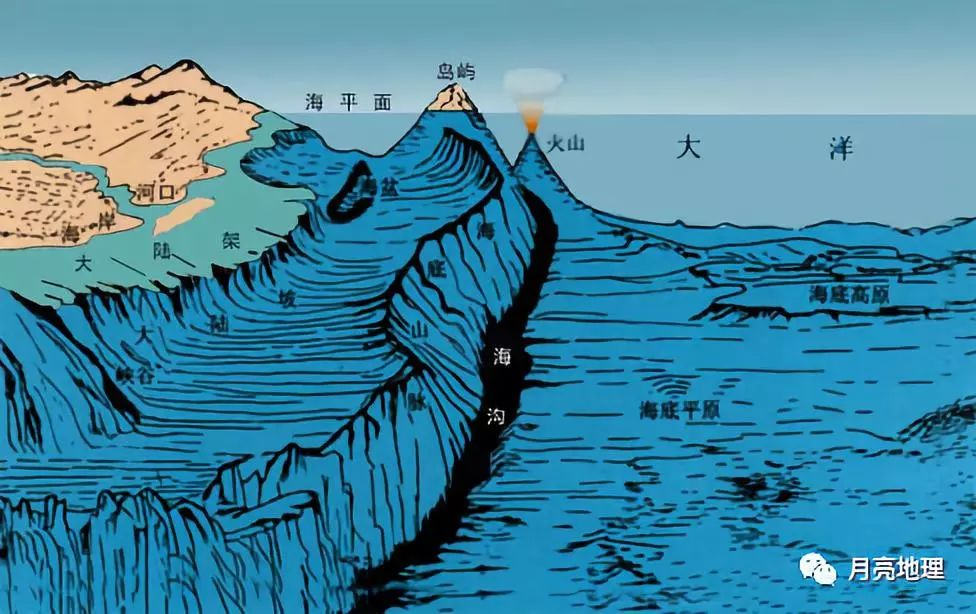 岛屿
海平面
火山
大洋
海盆
河口
海岸
大陆架
海底山脉
大陆坡
海底高原
峡谷
海沟
海底平原
月亮地理